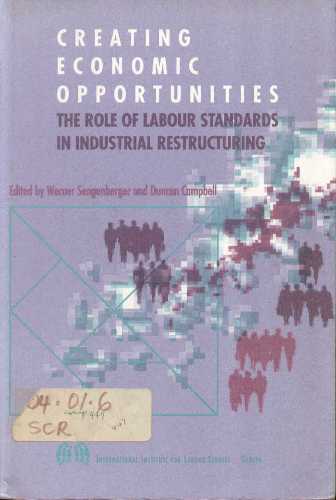 CREATING
ECONOMIC
OPPORTUNITIES
THE ROLE OF LABOUR STANDARDS
IN INDUSTRIAL RESTRUCTURING
Edited by Werner Sengenberger and Duncan Campbell
04.01.6
SCR
INTERNATIONAL INSTITUTE FOR LABOUR STUDIES GENEVA